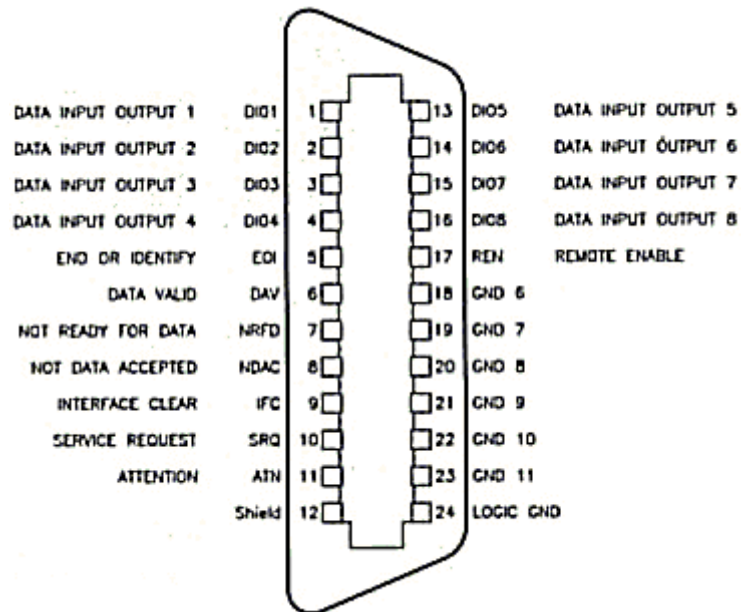 DATA INPUT OUTPUT 1 DIO1 1 13 DIO5 DATA INPUT OUTPUT 5
DATA INPUT OUTPUT 2 DIO2 2 14 DIO6 DATA INPUT OUTPUT 6
DATA INPUT OUTPUT 3 DIO3 3 15 DIO7 DATA INPUT OUTPUT 7
DATA INPUT OUTPUT 4 DIO4 4 16 DIO8 DATA INPUT OUTPUT 8
END OR IDENTIFY EOI 5 17 REN REMOTE ENABLE
DATA VALID DAV 6 18 GND 6
NOT READY FOR DATA NRFD 7 19 GND 7
NOT DATA ACCEPTED NDAC 8 20 GND 8
INTERFACE CLEAR IFC 9 21 GND 9
SERVICE REQUEST SRQ 10 22 GND 10
ATTENTION ATN 11 23 GND 11
Shield 12 24 LOGIC GND